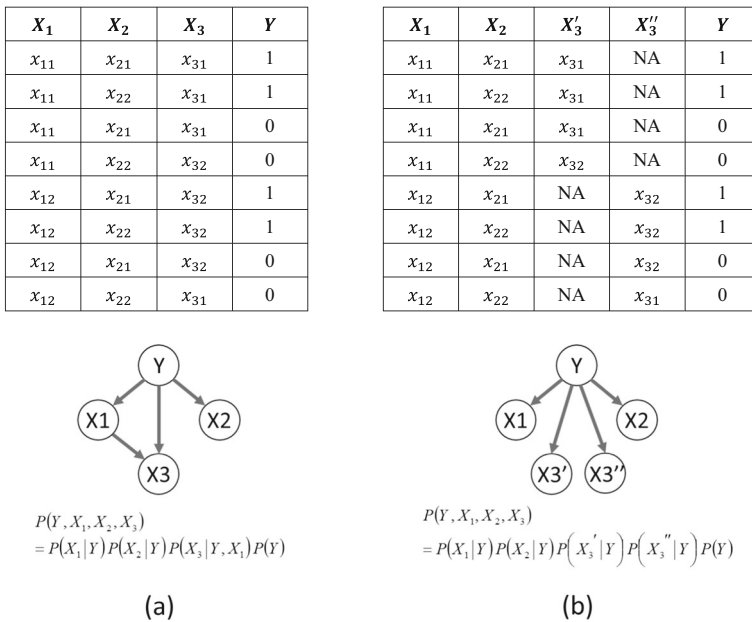 X₁ X₂ X₃ Y
x₁₁ x₂₁ x₃₁ 1
x₁₁ x₂₂ x₃₁ 1
x₁₁ x₂₁ x₃₁ 0
x₁₁ x₂₂ x₃₂ 0
x₁₂ x₂₁ x₃₂ 1
x₁₂ x₂₂ x₃₂ 1
x₁₂ x₂₁ x₃₂ 0
x₁₂ x₂₂ x₃₁ 0
Y
X1 X2
X3
P(Y, X₁, X₂, X₃)
= P(X₁|Y)P(X₂|Y)P(X₃|Y, X₁)P(Y)
(a)
X₁ X₂ X₃′ X₃″ Y
x₁₁ x₂₁ x₃₁ NA 1
x₁₁ x₂₂ x₃₁ NA 1
x₁₁ x₂₁ x₃₁ NA 0
x₁₁ x₂₂ x₃₂ NA 0
x₁₂ x₂₁ NA x₃₂ 1
x₁₂ x₂₂ NA x₃₂ 1
x₁₂ x₂₁ NA x₃₂ 0
x₁₂ x₂₂ NA x₃₁ 0
Y
X1 X2
X3′ X3″
P(Y, X₁, X₂, X₃)
= P(X₁|Y)P(X₂|Y)P(X₃′|Y)P(X₃″|Y)P(Y)
(b)